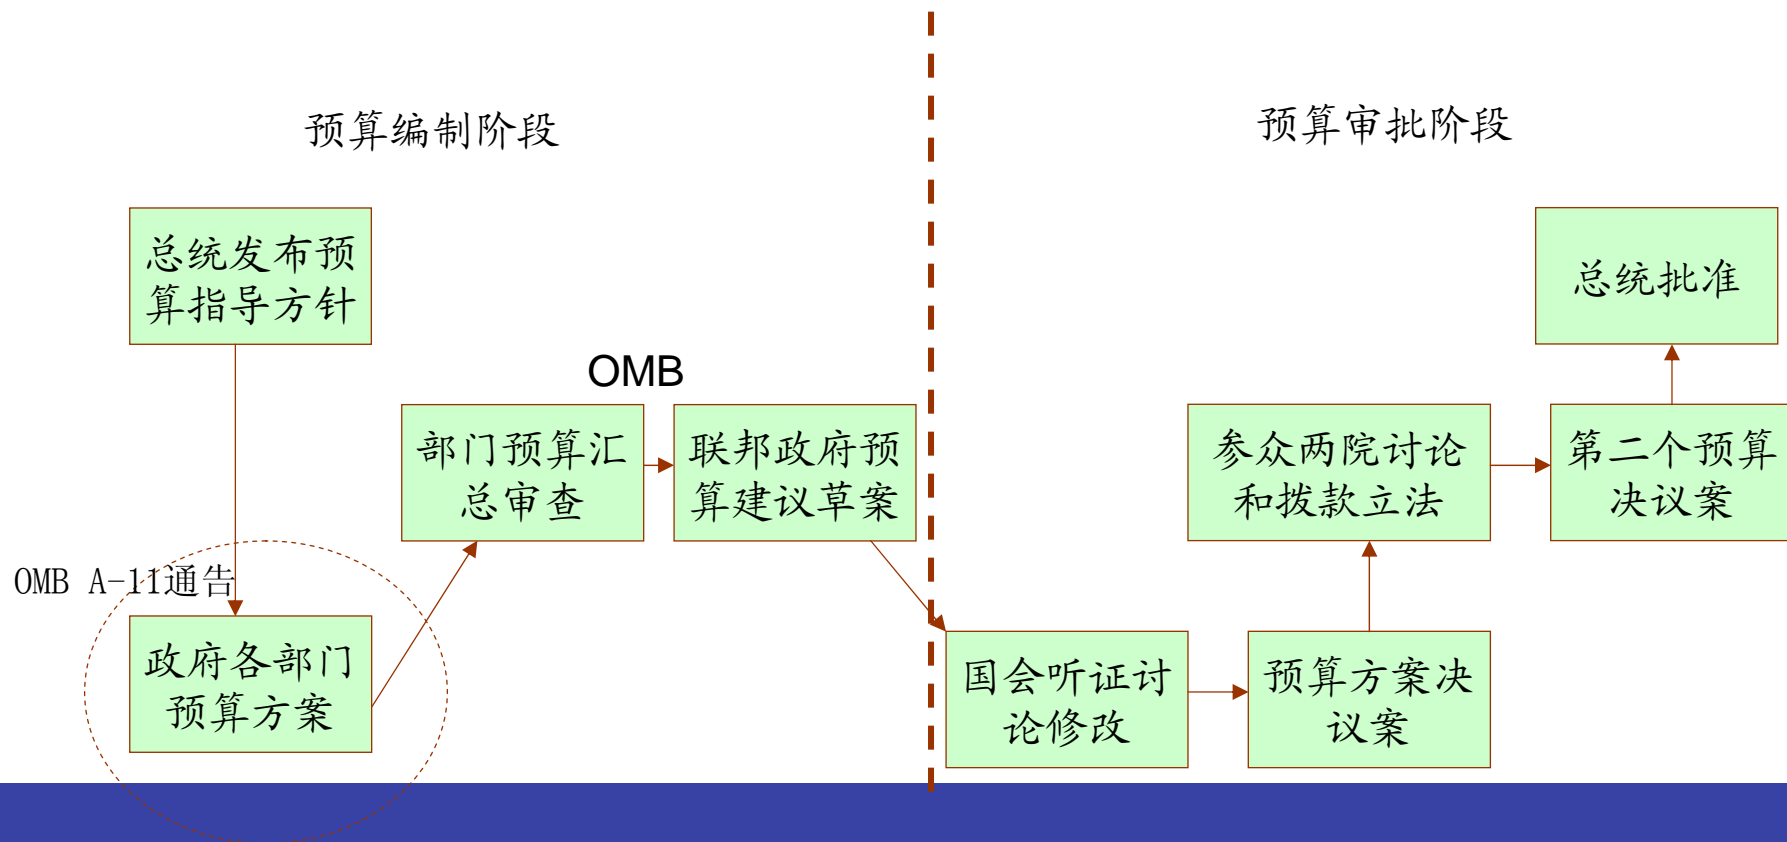 预算编制阶段
预算审批阶段
总统发布预
算指导方针
总统批准
OMB
部门预算汇
总审查
联邦政府预
算建议草案
参众两院讨论
和拨款立法
第二个预算
决议案
OMB A-11通告
政府各部门
预算方案
国会听证讨
论修改
预算方案决
议案